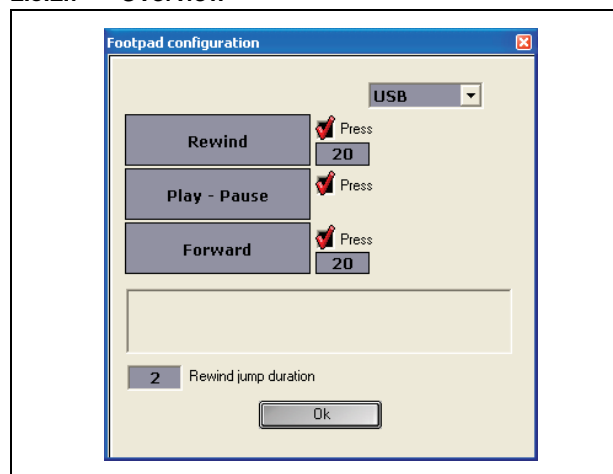 Footpad configuration
USB
Rewind
Press
20
Play - Pause
Press
Forward
Press
20
2 Rewind jump duration
Ok